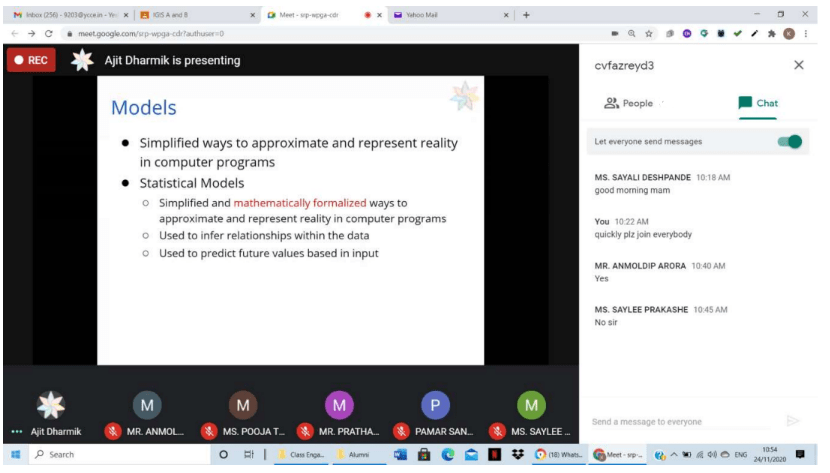 Inbox (256) - 9203@ycce.in - Ye
IGIS A and B
Meet - srp-wpga-cdr
Yahoo Mail
meet.google.com/srp-wpga-cdr?authuser=0
REC
Ajit Dharmik is presenting
Models
● Simplified ways to approximate and represent reality
in computer programs
● Statistical Models
○ Simplified and mathematically formalized ways to
approximate and represent reality in computer programs
○ Used to infer relationships within the data
○ Used to predict future values based in input
cvfazreyd3
People
Chat
Let everyone send messages
MS. SAYALI DESHPANDE 10:18 AM
good morning mam
You 10:22 AM
quickly plz join everybody
MR. ANMOLDIP ARORA 10:40 AM
Yes
MS. SAYLEE PRAKASHE 10:45 AM
No sir
Send a message to everyone
M
M
M
P
M
Ajit Dharmik
MR. ANMOL...
MS. POOJA T...
MR. PRATHA...
PAMAR SAN...
MS. SAYLEE ...
Search
Class Enga...
Alumni
(18) Whats...
Meet - srp-...
ENG
10:54
24/11/2020